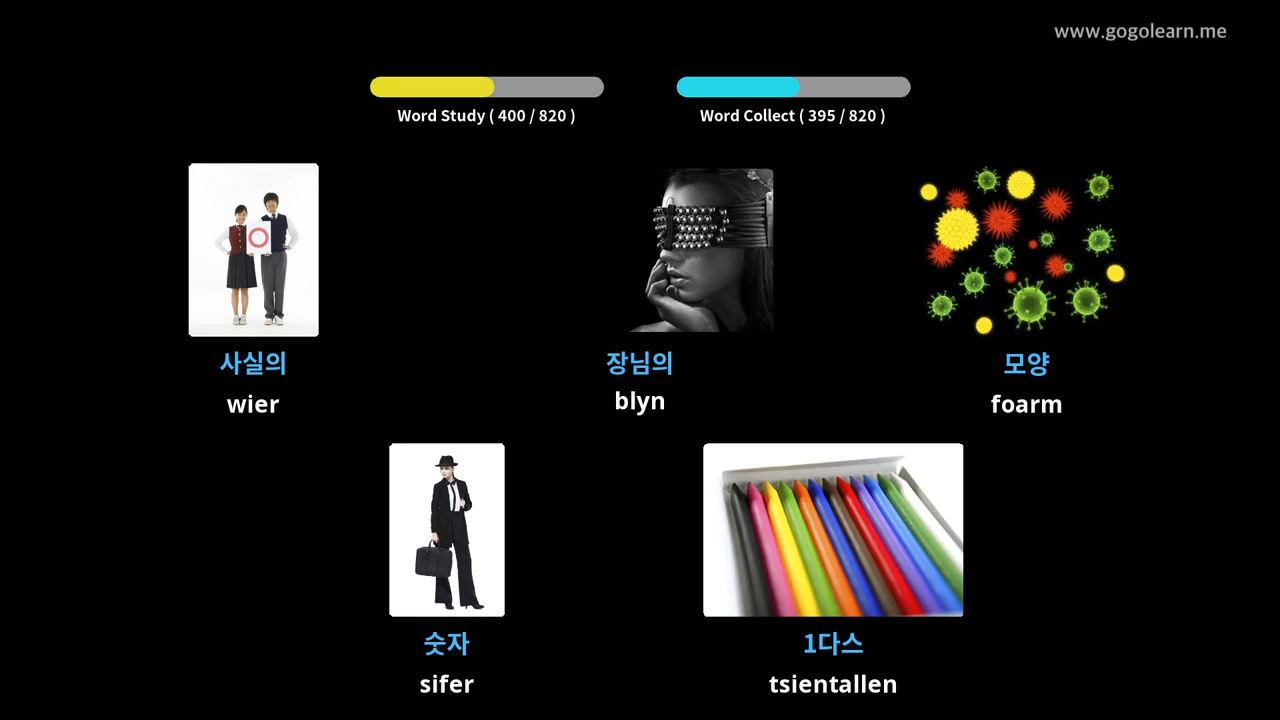 www.gogolearn.me
Word Study ( 400 / 820 )
Word Collect ( 395 / 820 )
사실의
wier
장님의
blyn
모양
foarm
숫자
sifer
1다스
tsientallen